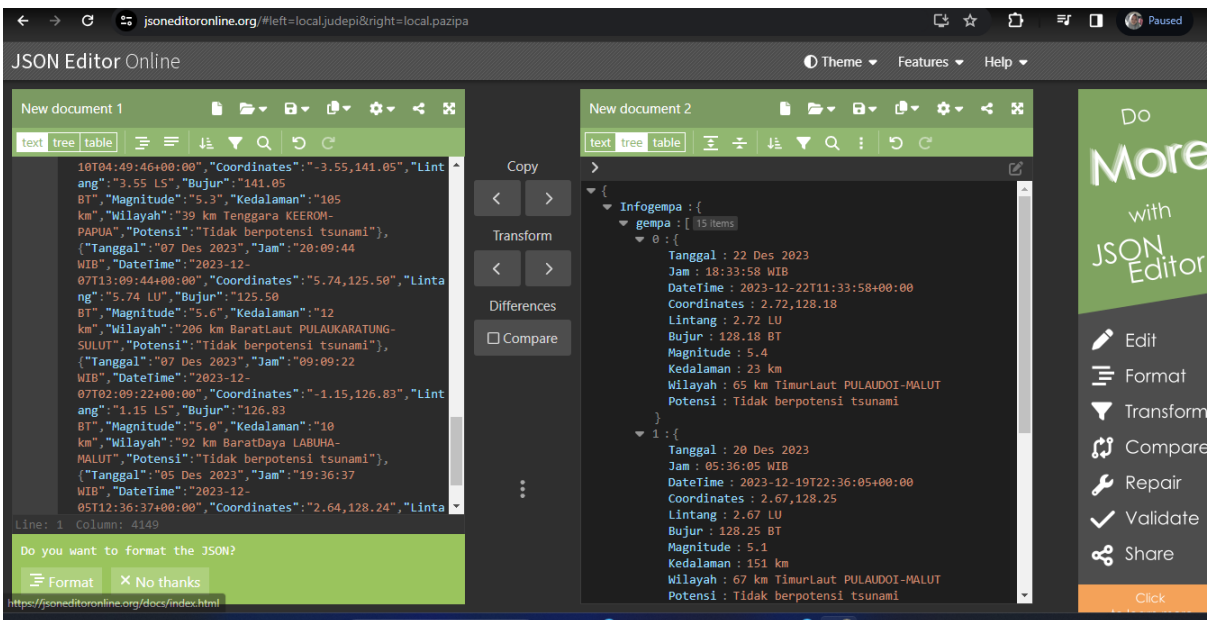 jsoneditoronline.org/#left=local.judepi&right=local.pazipa
Paused
JSON Editor Online
Theme
Features
Help
New document 1
text tree table
10T04:49:46+00:00","Coordinates":"-3.55,141.05","Lint
ang":"3.55 LS","Bujur":"141.05
BT","Magnitude":"5.3","Kedalaman":"105
km","Wilayah":"39 km Tenggara KEEROM-
PAPUA","Potensi":"Tidak berpotensi tsunami"},
{"Tanggal":"07 Des 2023","Jam":"20:09:44
WIB","DateTime":"2023-12-
07T13:09:44+00:00","Coordinates":"5.74,125.50","Linta
ng":"5.74 LU","Bujur":"125.50
BT","Magnitude":"5.6","Kedalaman":"12
km","Wilayah":"206 km BaratLaut PULAUKARATUNG-
SULUT","Potensi":"Tidak berpotensi tsunami"},
{"Tanggal":"07 Des 2023","Jam":"09:09:22
WIB","DateTime":"2023-12-
07T02:09:22+00:00","Coordinates":"-1.15,126.83","Lint
ang":"1.15 LS","Bujur":"126.83
BT","Magnitude":"5.0","Kedalaman":"10
km","Wilayah":"92 km BaratDaya LABUHA-
MALUT","Potensi":"Tidak berpotensi tsunami"},
{"Tanggal":"05 Des 2023","Jam":"19:36:37
WIB","DateTime":"2023-12-
05T12:36:37+00:00","Coordinates":"2.64,128.24","Linta
Line: 1 Column: 4149
Do you want to format the JSON?
Format
No thanks
https://jsoneditoronline.org/docs/index.html
Copy
Transform
Differences
Compare
New document 2
text tree table
{
Infogempa : {
gempa : [ 15 items
0 : {
Tanggal : 22 Des 2023
Jam : 18:33:58 WIB
DateTime : 2023-12-22T11:33:58+00:00
Coordinates : 2.72,128.18
Lintang : 2.72 LU
Bujur : 128.18 BT
Magnitude : 5.4
Kedalaman : 23 km
Wilayah : 65 km TimurLaut PULAUDOI-MALUT
Potensi : Tidak berpotensi tsunami
}
1 : {
Tanggal : 20 Des 2023
Jam : 05:36:05 WIB
DateTime : 2023-12-19T22:36:05+00:00
Coordinates : 2.67,128.25
Lintang : 2.67 LU
Bujur : 128.25 BT
Magnitude : 5.1
Kedalaman : 151 km
Wilayah : 67 km TimurLaut PULAUDOI-MALUT
Potensi : Tidak berpotensi tsunami
Do
More
with
JSON
Editor
Edit
Format
Transform
Compare
Repair
Validate
Share
Click